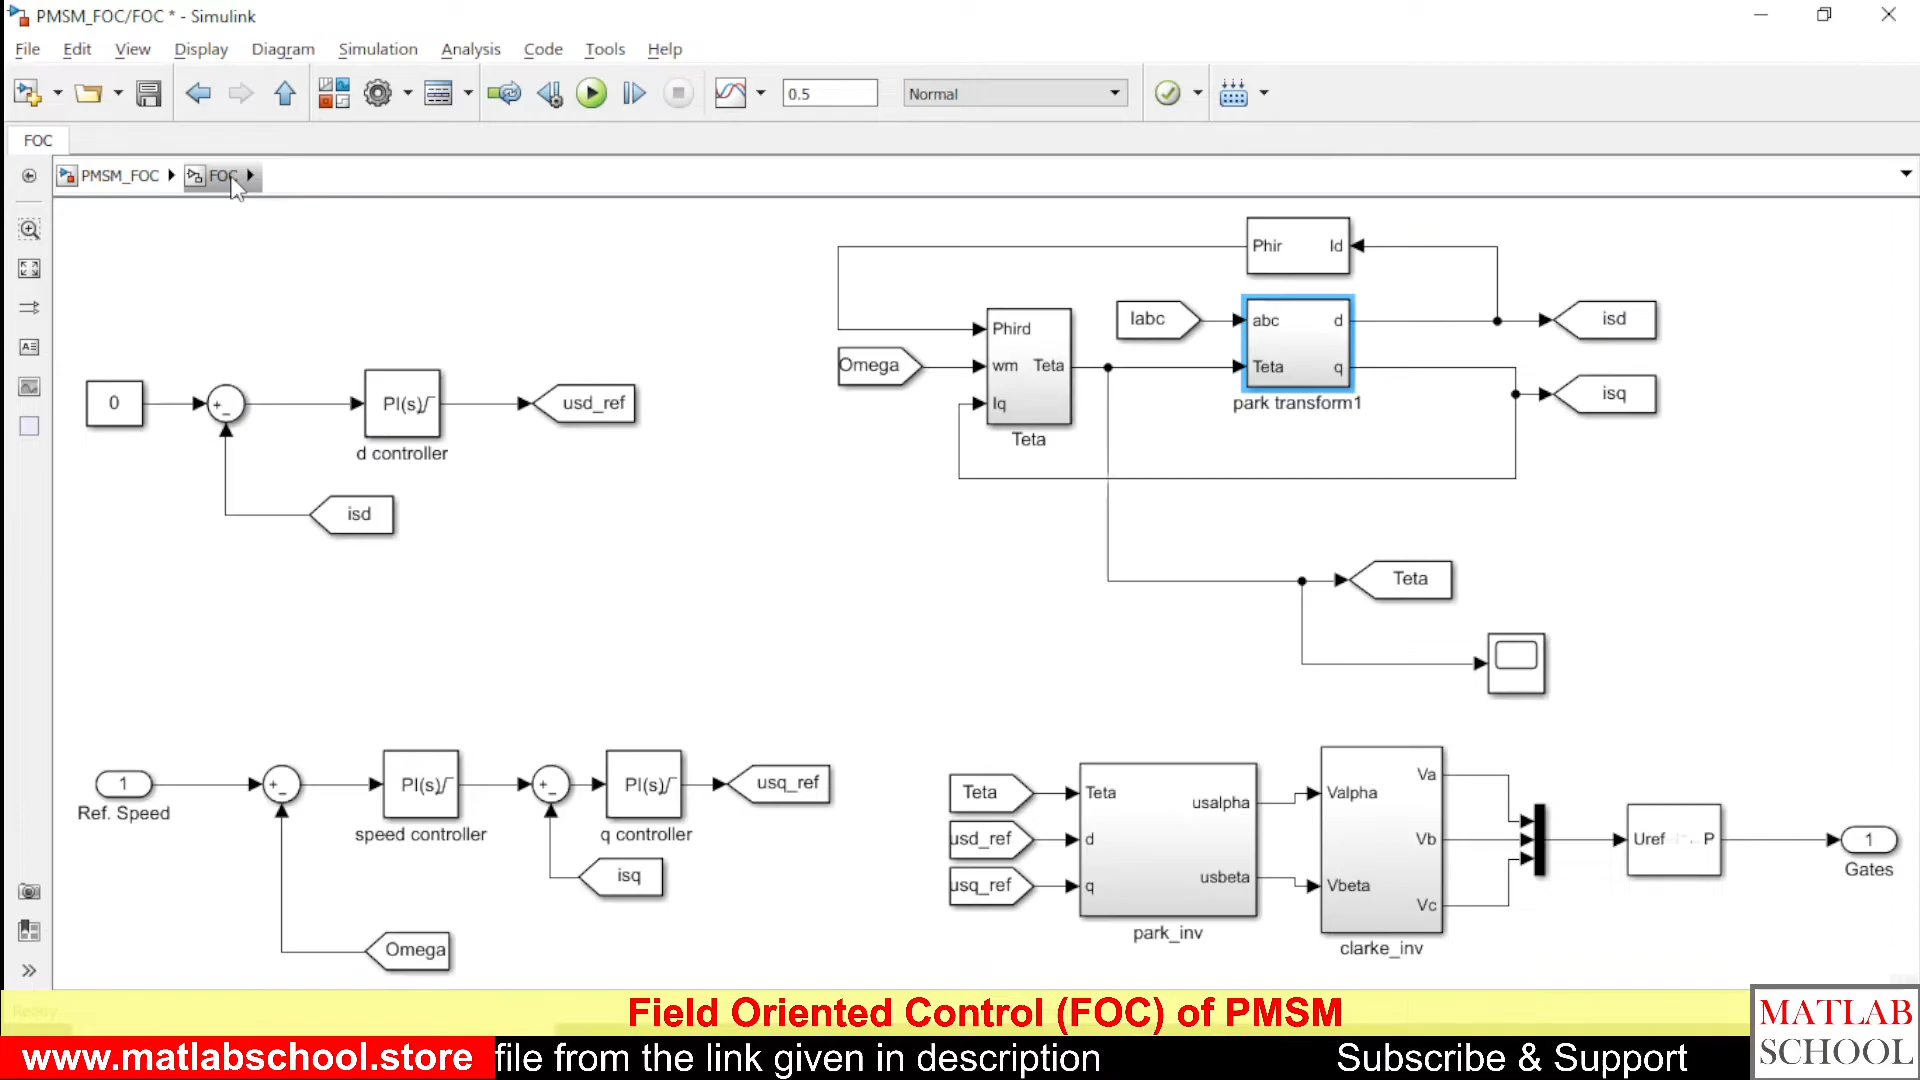 PMSM_FOC/FOC * - Simulink
File Edit View Display Diagram Simulation Analysis Code Tools Help
0.5 Normal
FOC
PMSM_FOC FOC
Phir Id
Iabc abc d isd
Phird
Omega wm Teta Teta q isq
park transform1
Iq
Teta
0 + - PI(s) usd_ref
d controller
isd
Teta
1 + - PI(s) + - PI(s) usq_ref
Ref. Speed speed controller q controller
isq
Omega
Teta Teta usalpha Valpha Va
usd_ref d Vb Uref P 1
Gates
usq_ref q usbeta Vbeta Vc
park_inv clarke_inv
Ready
Field Oriented Control (FOC) of PMSM
www.matlabschool.store file from the link given in description Subscribe & Support
MATLAB
SCHOOL